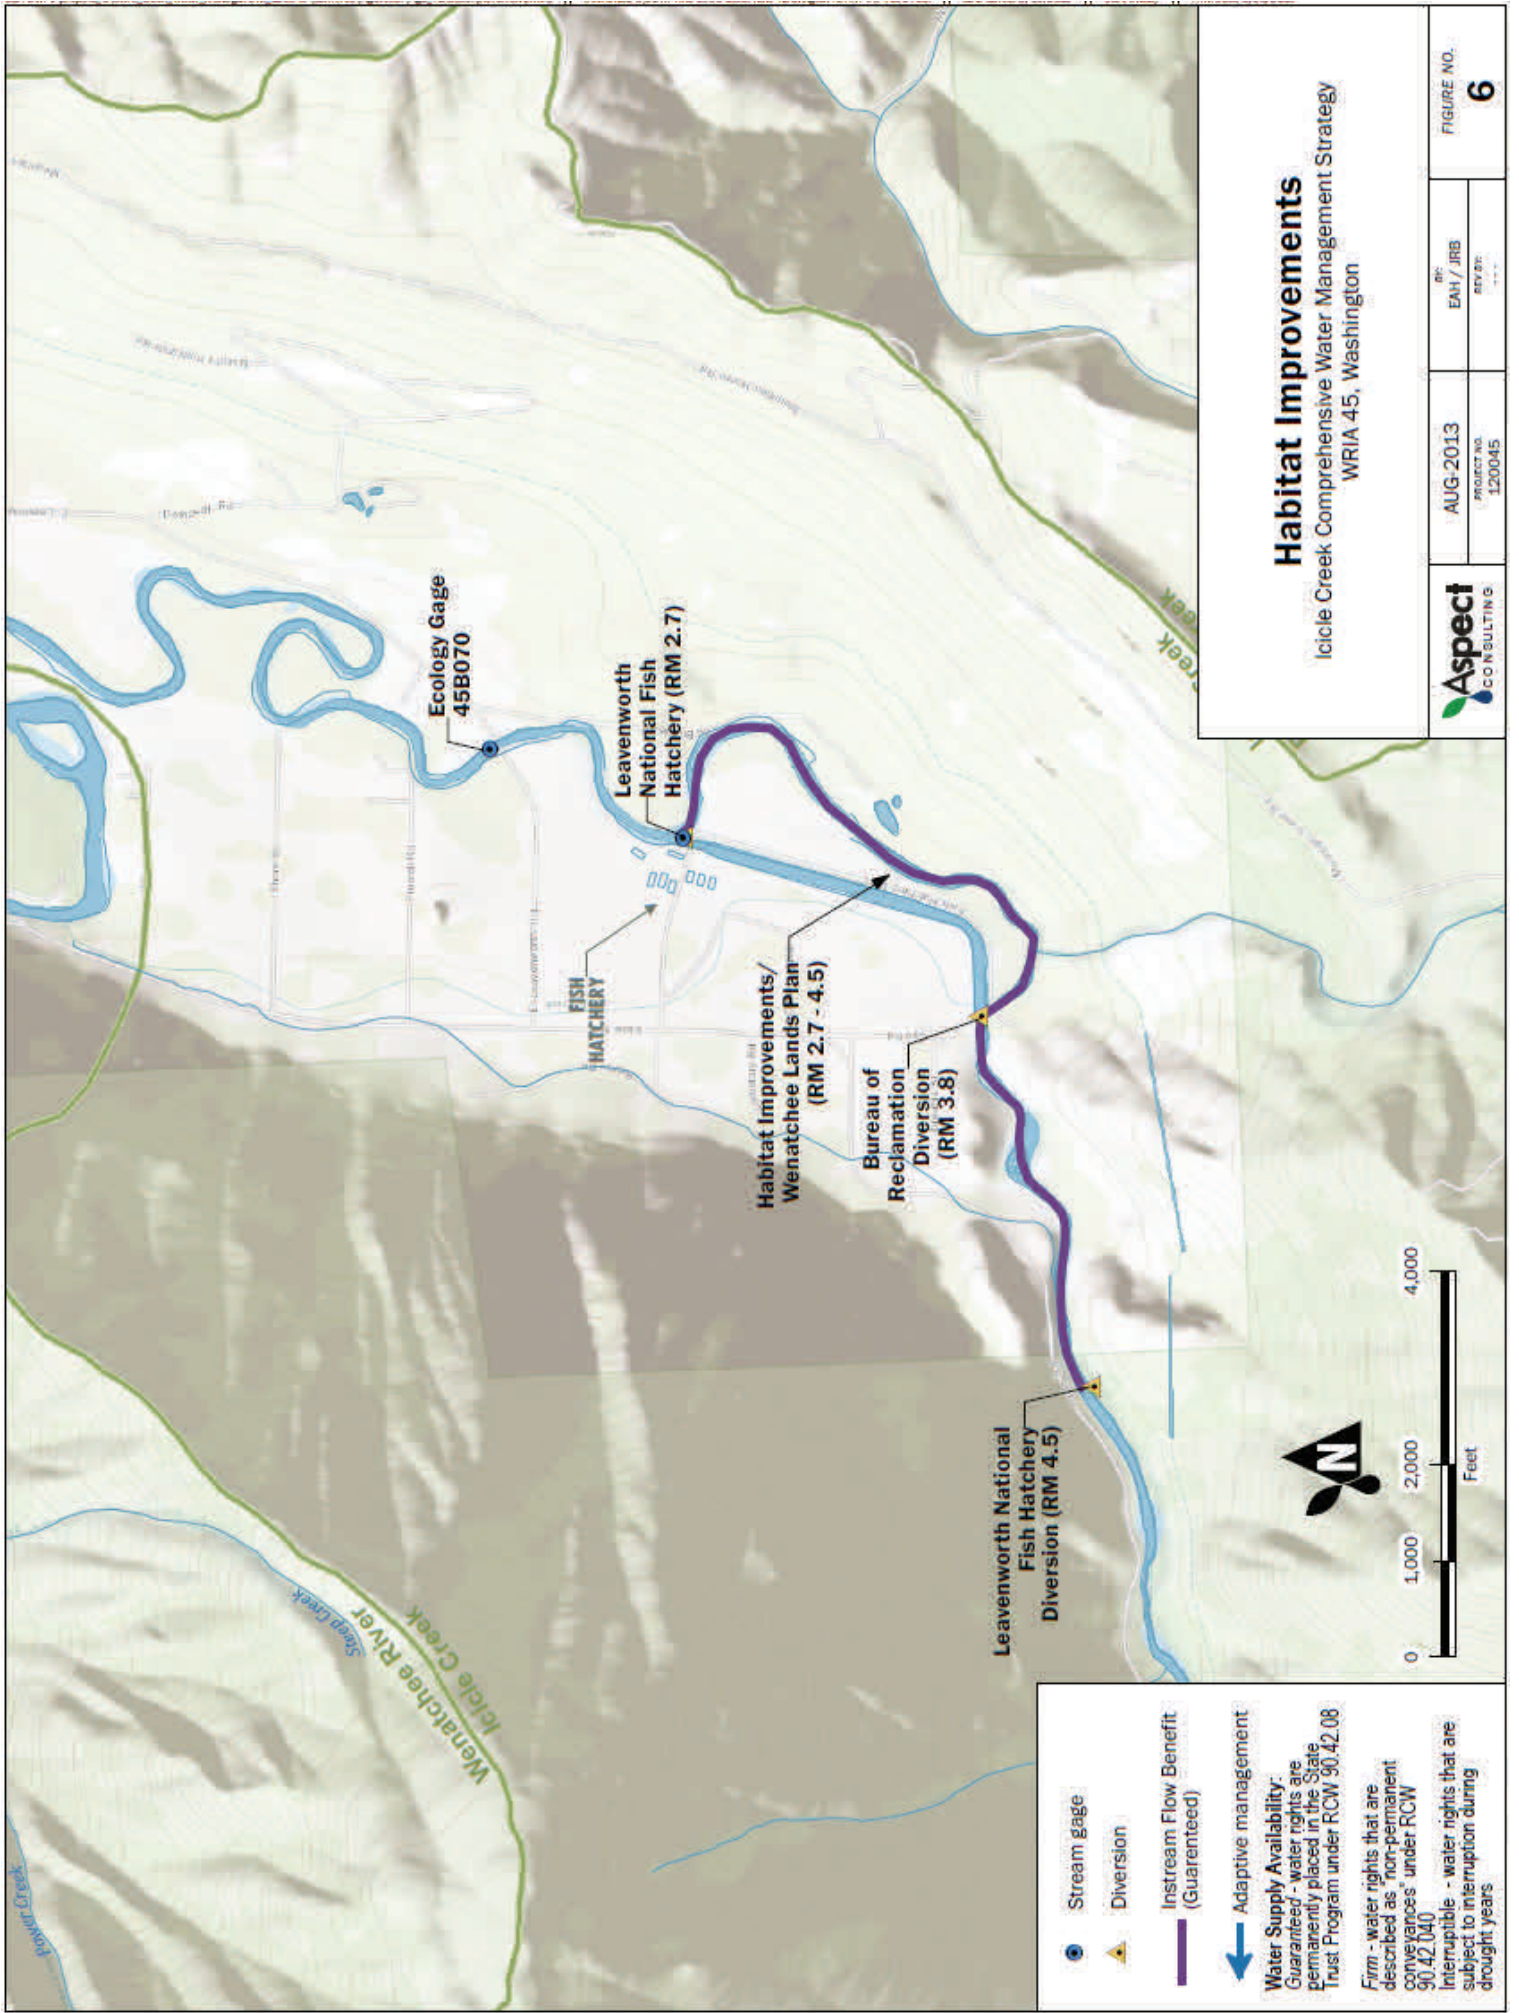 Power Creek
Steep Creek
Wenatchee River
Icicle Creek
Ecology Gage
45B070
Leavenworth
National Fish
Hatchery (RM 2.7)
FISH
HATCHERY
Habitat Improvements/
Wenatchee Lands Plan
(RM 2.7 - 4.5)
Bureau of
Reclamation
Diversion
(RM 3.8)
Leavenworth National
Fish Hatchery
Diversion (RM 4.5)
Creek
N
0 1,000 2,000 4,000
Feet
Stream gage
Diversion
Instream Flow Benefit
(Guarenteed)
Adaptive management
Water Supply Availability:
Guaranteed - water rights are
permanently placed in the State
Trust Program under RCW 90.42.08
Firm - water rights that are
described as "non-permanent
conveyances" under RCW
90.42.040
Interruptible - water rights that are
subject to interruption during
drought years
Habitat Improvements
Icicle Creek Comprehensive Water Management Strategy
WRIA 45, Washington
Aspect
CONSULTING
AUG-2013
PROJECT NO.
120045
BY:
EAH / JRB
REV BY:
- - -
FIGURE NO.
6